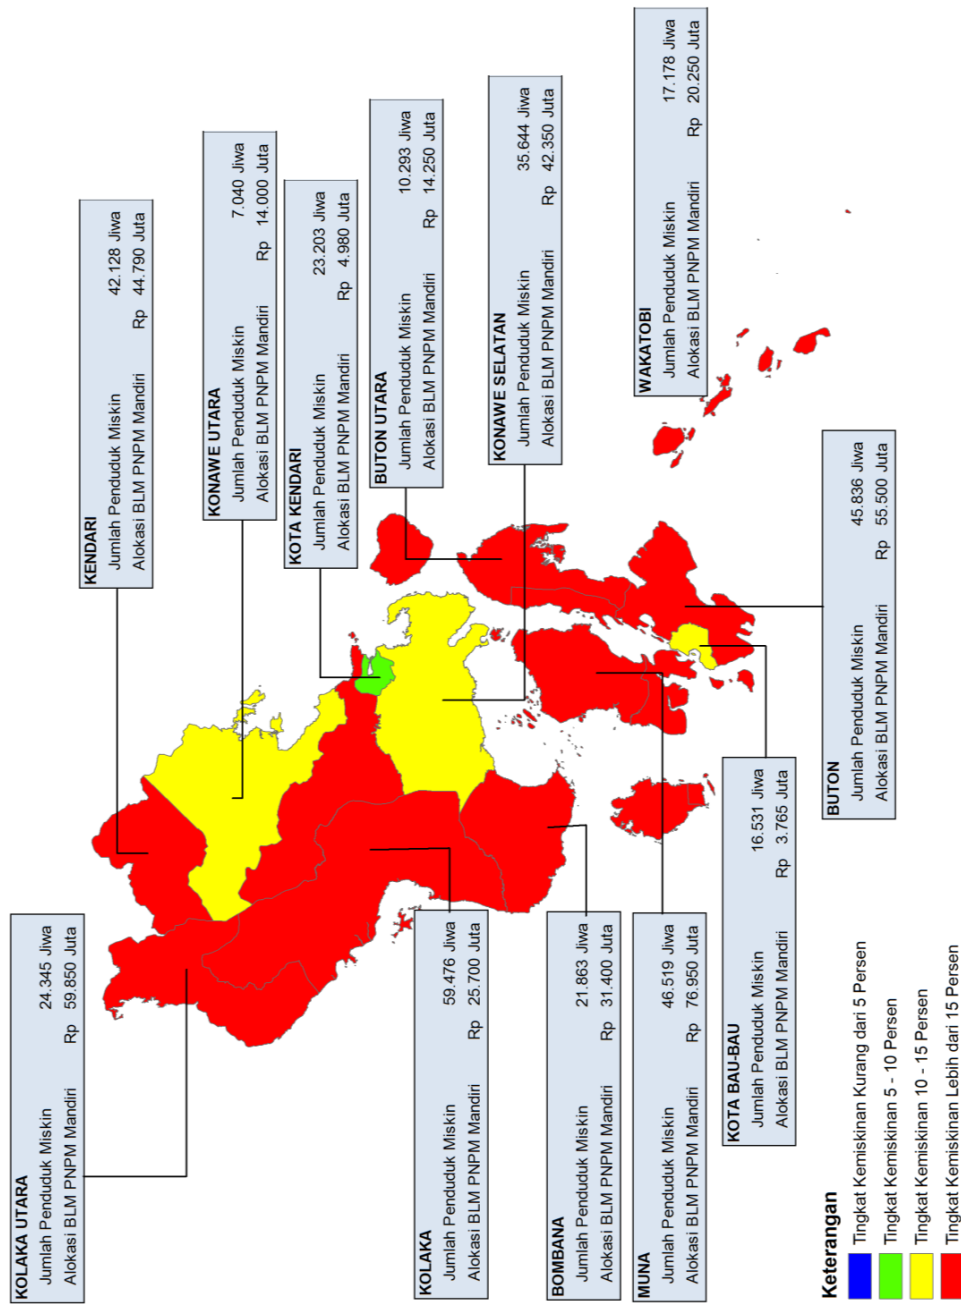 KENDARI
Jumlah Penduduk Miskin 42.128 Jiwa
Alokasi BLM PNPM Mandiri Rp 44.790 Juta
KONAWE UTARA
Jumlah Penduduk Miskin 7.040 Jiwa
Alokasi BLM PNPM Mandiri Rp 14.000 Juta
KOTA KENDARI
Jumlah Penduduk Miskin 23.203 Jiwa
Alokasi BLM PNPM Mandiri Rp 4.980 Juta
BUTON UTARA
Jumlah Penduduk Miskin 10.293 Jiwa
Alokasi BLM PNPM Mandiri Rp 14.250 Juta
KONAWE SELATAN
Jumlah Penduduk Miskin 35.644 Jiwa
Alokasi BLM PNPM Mandiri Rp 42.350 Juta
WAKATOBI
Jumlah Penduduk Miskin 17.178 Jiwa
Alokasi BLM PNPM Mandiri Rp 20.250 Juta
KOLAKA UTARA
Jumlah Penduduk Miskin 24.345 Jiwa
Alokasi BLM PNPM Mandiri Rp 59.850 Juta
KOLAKA
Jumlah Penduduk Miskin 59.476 Jiwa
Alokasi BLM PNPM Mandiri Rp 25.700 Juta
BOMBANA
Jumlah Penduduk Miskin 21.863 Jiwa
Alokasi BLM PNPM Mandiri Rp 31.400 Juta
MUNA
Jumlah Penduduk Miskin 46.519 Jiwa
Alokasi BLM PNPM Mandiri Rp 76.950 Juta
KOTA BAU-BAU
Jumlah Penduduk Miskin 16.531 Jiwa
Alokasi BLM PNPM Mandiri Rp 3.765 Juta
BUTON
Jumlah Penduduk Miskin 45.836 Jiwa
Alokasi BLM PNPM Mandiri Rp 55.500 Juta
Keterangan
Tingkat Kemiskinan Kurang dari 5 Persen
Tingkat Kemiskinan 5 - 10 Persen
Tingkat Kemiskinan 10 - 15 Persen
Tingkat Kemiskinan Lebih dari 15 Persen